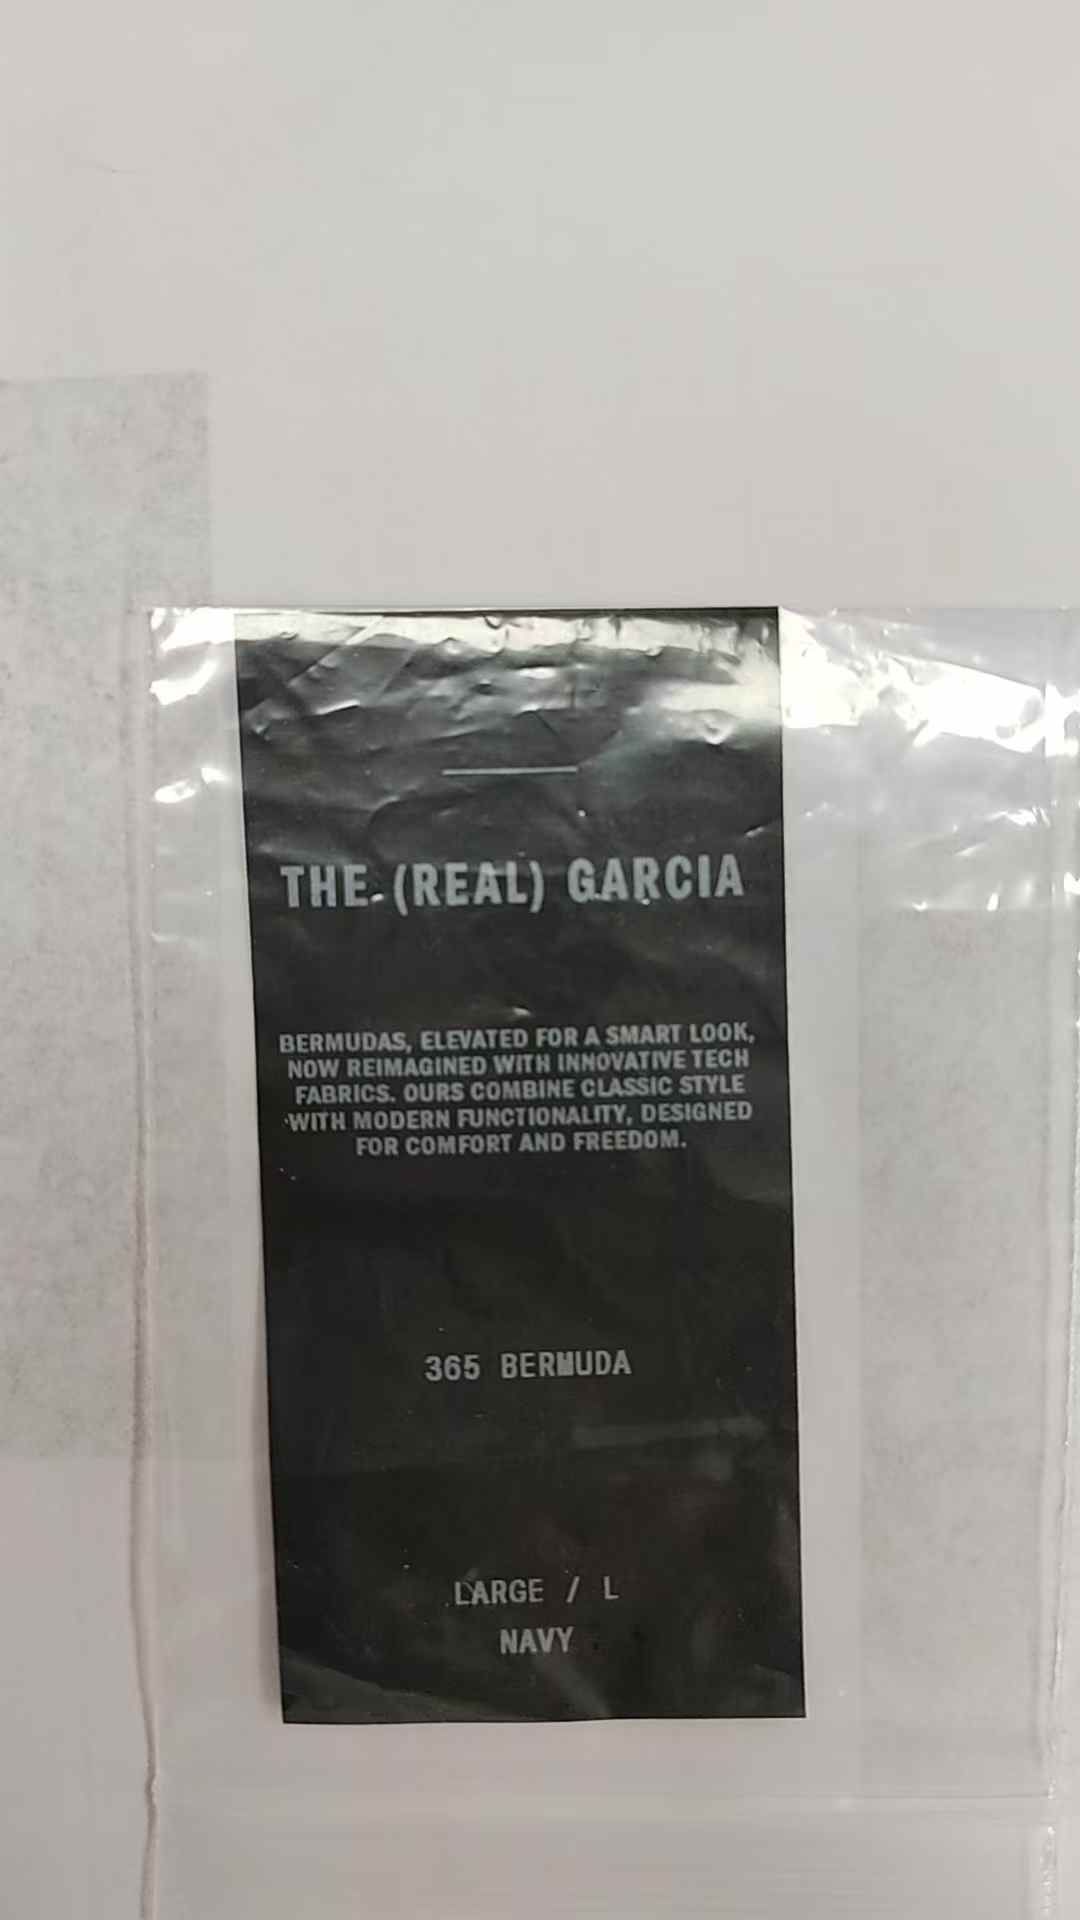 THE (REAL) GARCIA
BERMUDAS, ELEVATED FOR A SMART LOOK,
NOW REIMAGINED WITH INNOVATIVE TECH
FABRICS. OURS COMBINE CLASSIC STYLE
WITH MODERN FUNCTIONALITY, DESIGNED
FOR COMFORT AND FREEDOM.
365 BERMUDA
LARGE / L
NAVY